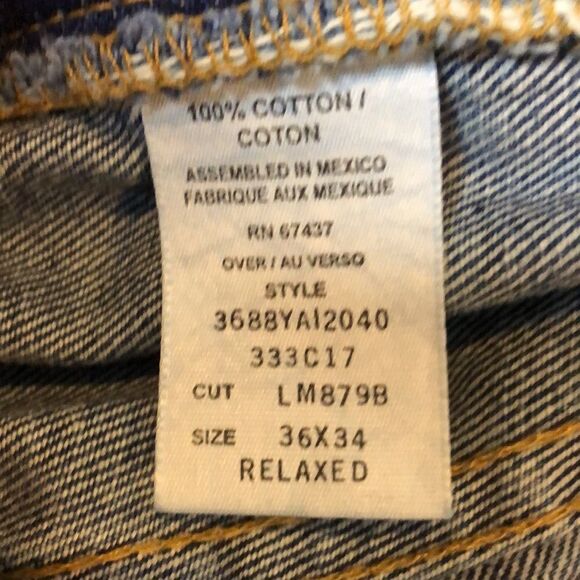 100% COTTON /
COTON
ASSEMBLED IN MEXICO
FABRIQUE AUX MEXIQUE
RN 67437
OVER / AU VERSO
STYLE
3688YAI2040
333C17
CUT LM879B
SIZE 36X34
RELAXED